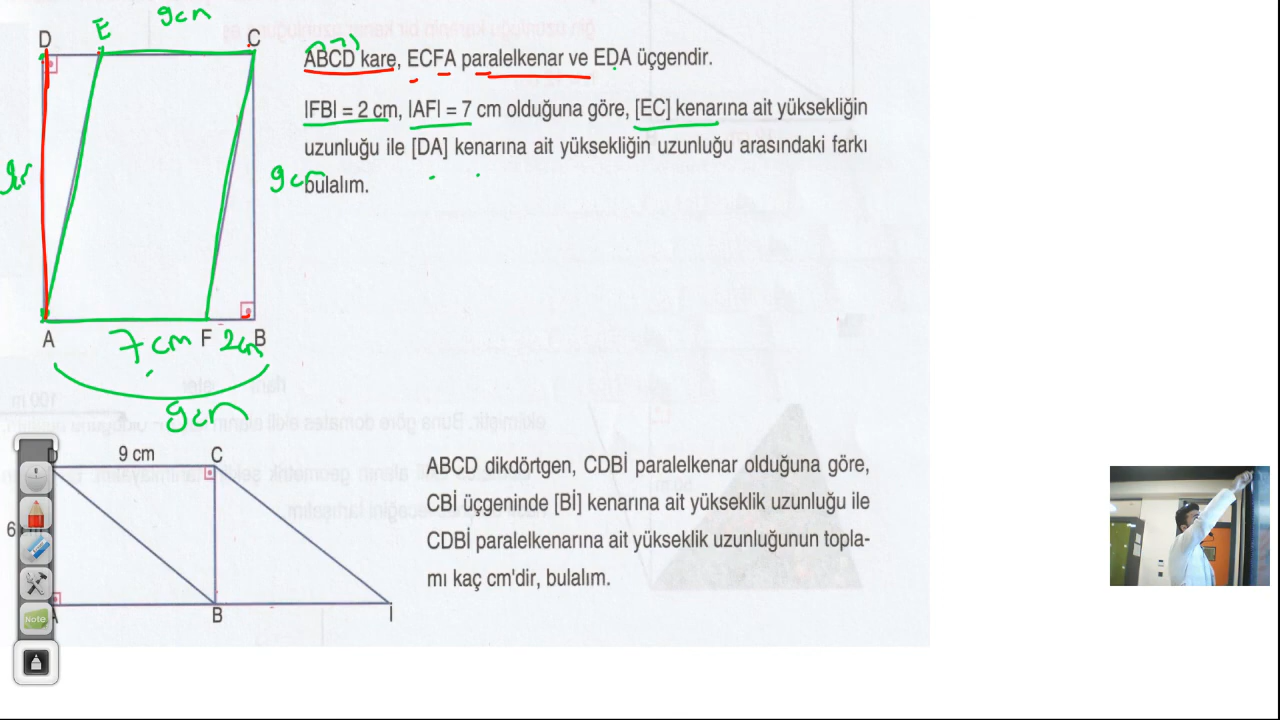 9cm
D E C
ABCD kare, ECFA paralelkenar ve EDA üçgendir.
|FB| = 2 cm, |AF| = 7 cm olduğuna göre, [EC] kenarına ait yüksekliğin
uzunluğu ile [DA] kenarına ait yüksekliğin uzunluğu arasındaki farkı
9cm
bulalım.
A F B
7cm 2cm
9cm
D 9 cm C
6
B İ
ABCD dikdörtgen, CDBİ paralelkenar olduğuna göre,
CBİ üçgeninde [Bİ] kenarına ait yükseklik uzunluğu ile
CDBİ paralelkenarına ait yükseklik uzunluğunun topla-
mı kaç cm'dir, bulalım.
Note